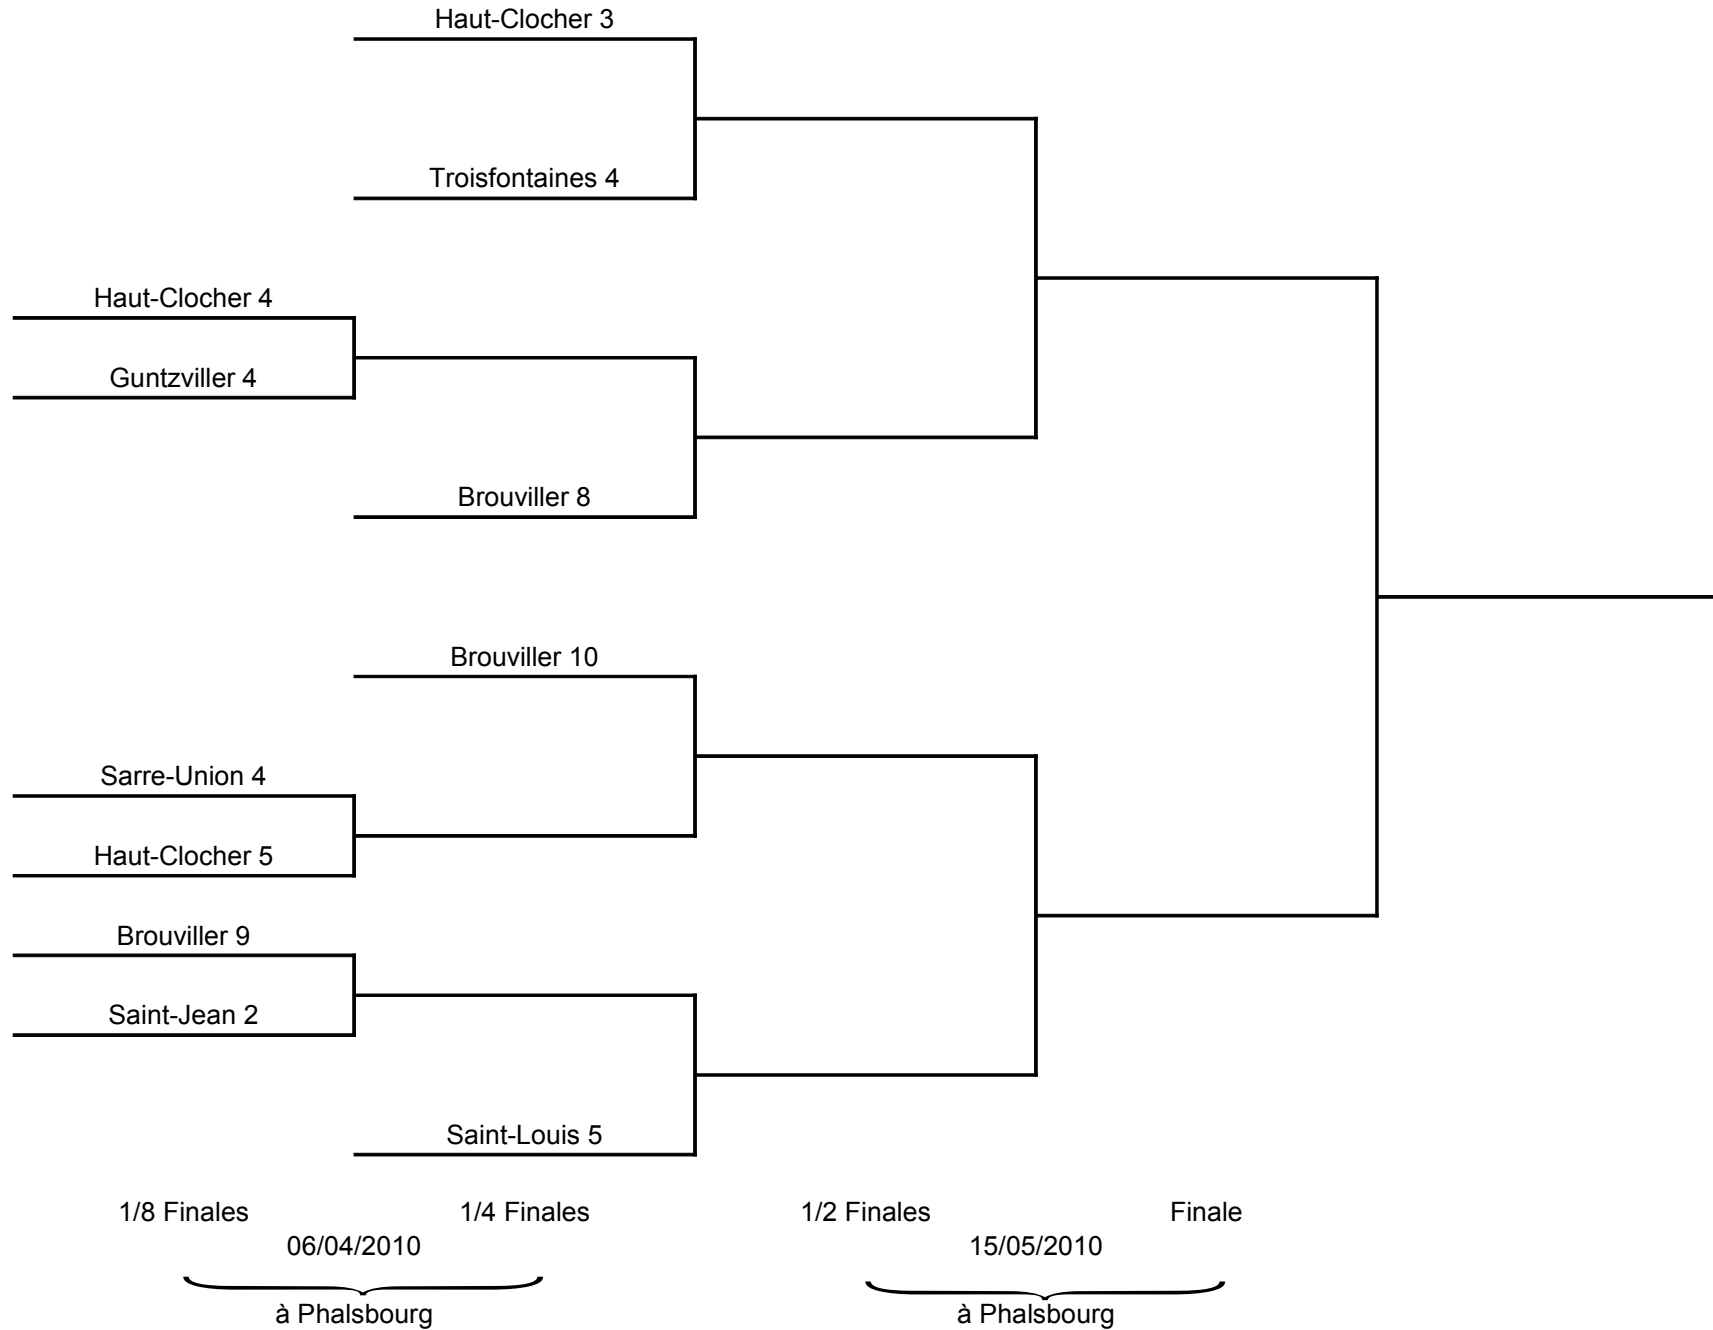 Haut-Clocher 3
Troisfontaines 4
Haut-Clocher 4
Guntzviller 4
Brouviller 8
Brouviller 10
Sarre-Union 4
Haut-Clocher 5
Brouviller 9
Saint-Jean 2
Saint-Louis 5
1/8 Finales 1/4 Finales 1/2 Finales Finale
06/04/2010 15/05/2010
à Phalsbourg à Phalsbourg